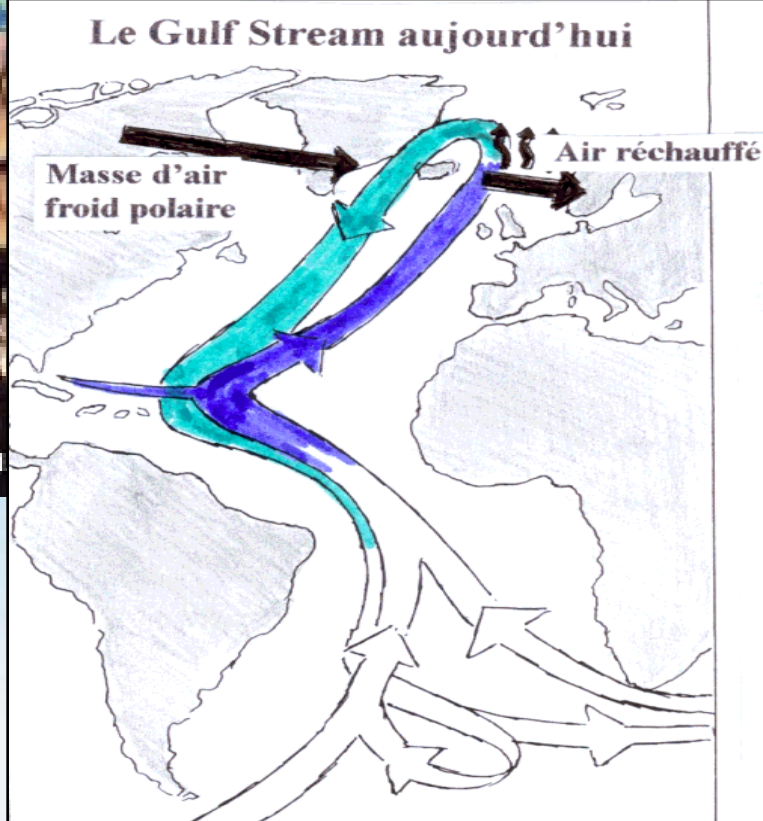 Le Gulf Stream aujourd'hui
Masse d'air
froid polaire
Air réchauffé